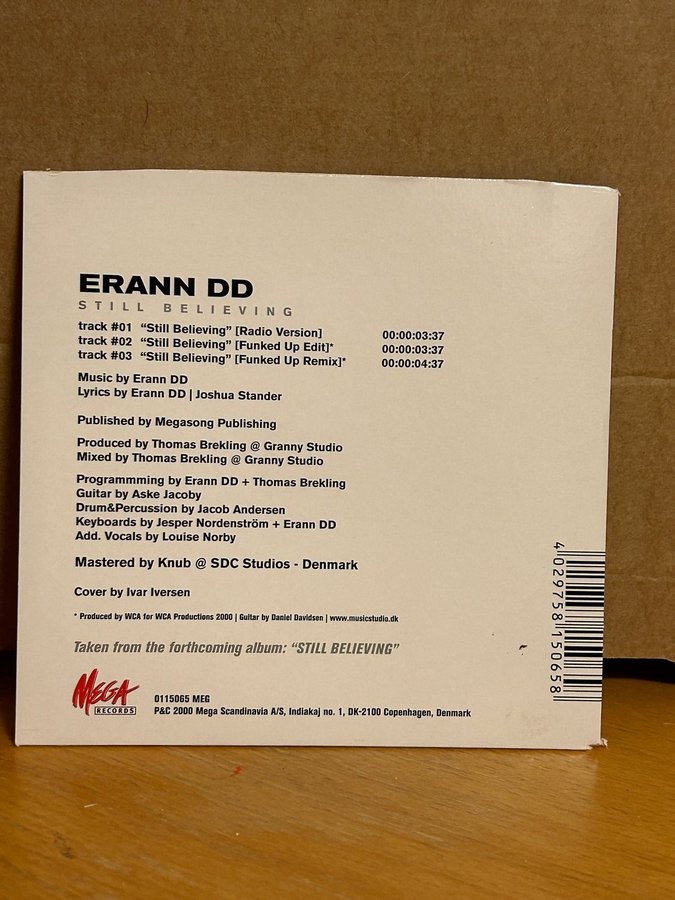 ERANN DD
STILL BELIEVING
track #01 “Still Believing” [Radio Version] 00:00:03:37
track #02 “Still Believing” [Funked Up Edit]* 00:00:03:37
track #03 “Still Believing” [Funked Up Remix]* 00:00:04:37
Music by Erann DD
Lyrics by Erann DD | Joshua Stander
Published by Megasong Publishing
Produced by Thomas Brekling @ Granny Studio
Mixed by Thomas Brekling @ Granny Studio
Programmming by Erann DD + Thomas Brekling
Guitar by Aske Jacoby
Drum&Percussion by Jacob Andersen
Keyboards by Jesper Nordenström + Erann DD
Add. Vocals by Louise Norby
Mastered by Knub @ SDC Studios - Denmark
Cover by Ivar Iversen
* Produced by WCA for WCA Productions 2000 | Guitar by Daniel Davidsen | www.musicstudio.dk
Taken from the forthcoming album: “STILL BELIEVING”
MEGA
RECORDS
0115065 MEG
P&C 2000 Mega Scandinavia A/S, Indiakaj no. 1, DK-2100 Copenhagen, Denmark
4 029758 150658